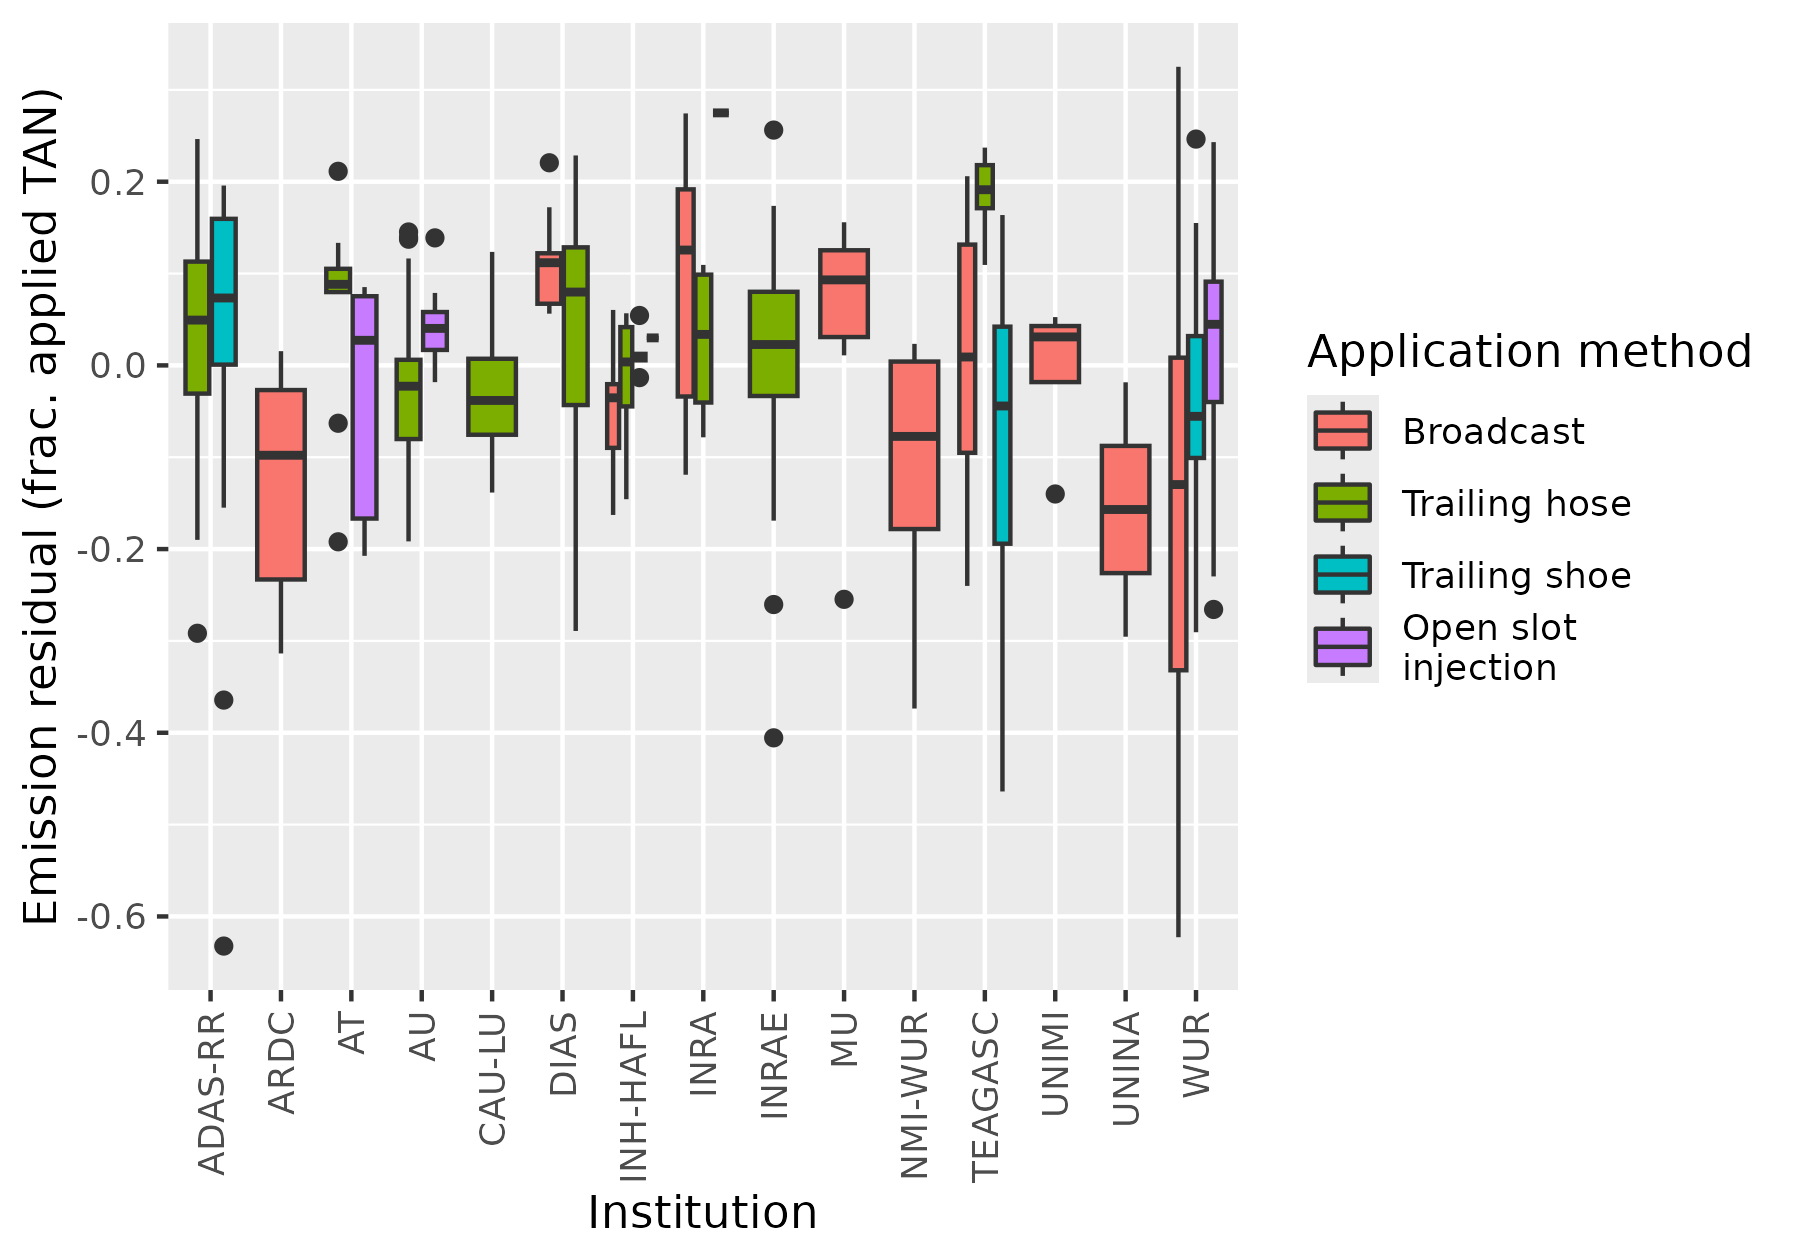 Emission residual (frac. applied TAN)
0.2
0.0
-0.2
-0.4
-0.6
ADAS-RR
ARDC
AT
AU
CAU-LU
DIAS
INH-HAFL
INRA
INRAE
MU
NMI-WUR
TEAGASC
UNIMI
UNINA
WUR
Institution
Application method
Broadcast
Trailing hose
Trailing shoe
Open slot
injection